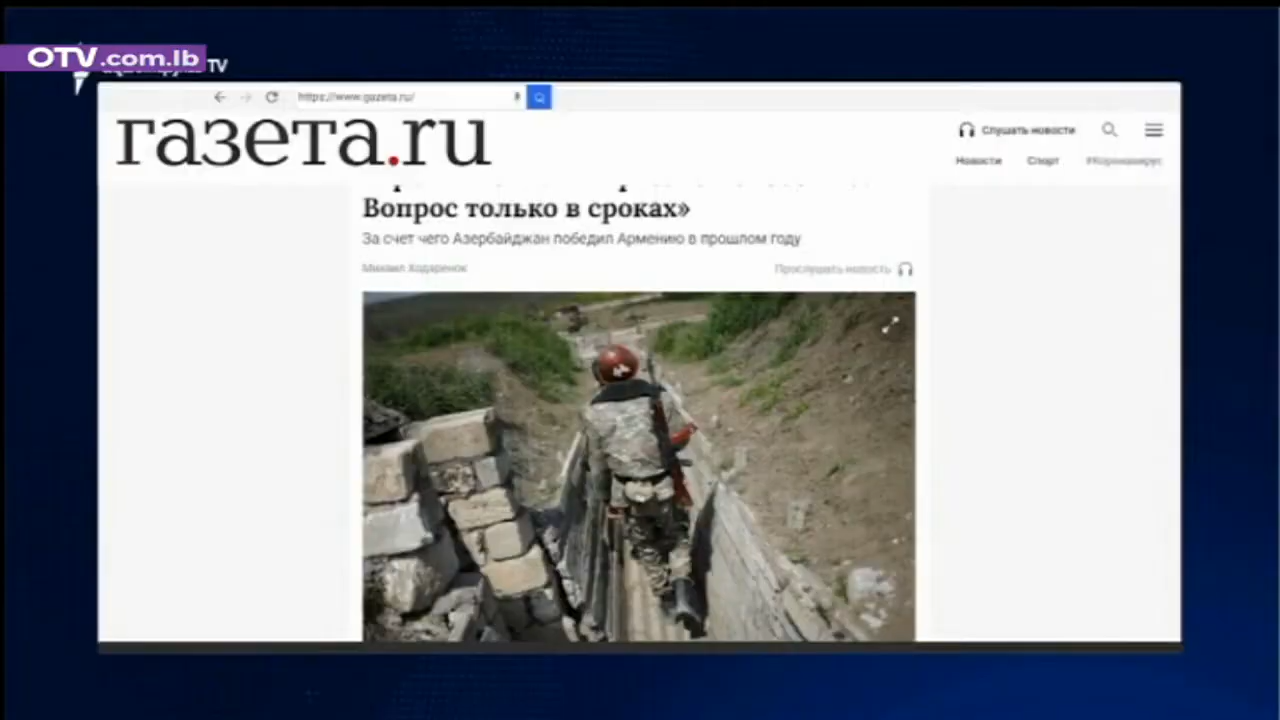 OTV.com.lb
TV
https://www.gazeta.ru/
газета.ru
Слушать новости
Новости Спорт #Коронавирус
Вопрос только в сроках»
За счет чего Азербайджан победил Армению в прошлом году
Михаил Ходаренок
Прослушать новость